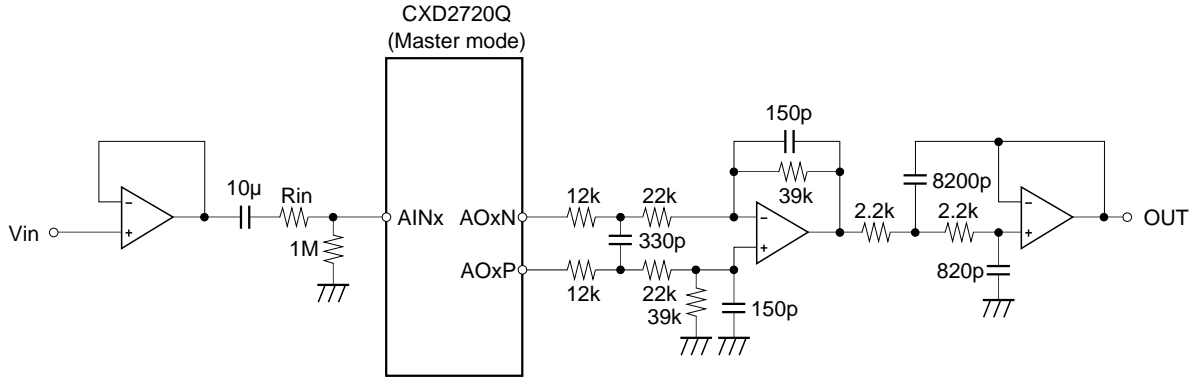 CXD2720Q
(Master mode)
Vin
-
+
10µ
Rin
1M
AINx
AOxN
AOxP
12k
22k
330p
12k
22k
39k
150p
150p
39k
-
+
2.2k
8200p
2.2k
820p
-
+
OUT